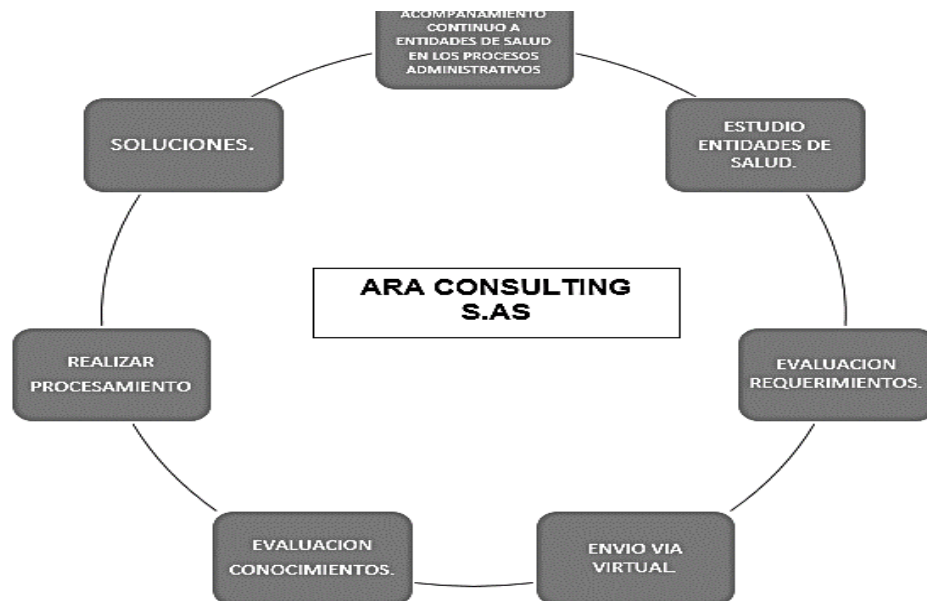 ACOMPAÑAMIENTO
CONTINUO A
ENTIDADES DE SALUD
EN LOS PROCESOS
ADMINISTRATIVOS
ESTUDIO
ENTIDADES DE
SALUD.
EVALUACION
REQUERIMIENTOS.
ENVIO VIA
VIRTUAL.
EVALUACION
CONOCIMIENTOS.
REALIZAR
PROCESAMIENTO
SOLUCIONES.
ARA CONSULTING
S.AS